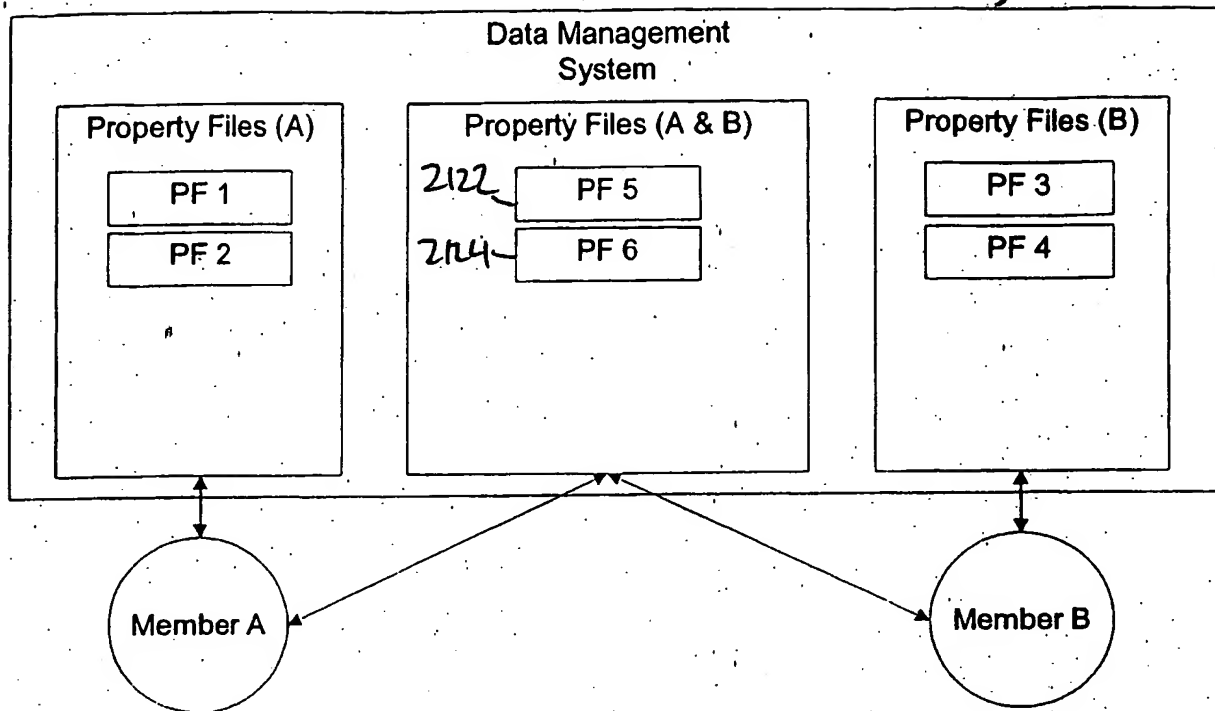 Data Management
System
Property Files (A)
PF 1
PF 2
Property Files (A & B)
2122
PF 5
2124
PF 6
Property Files (B)
PF 3
PF 4
Member A
Member B